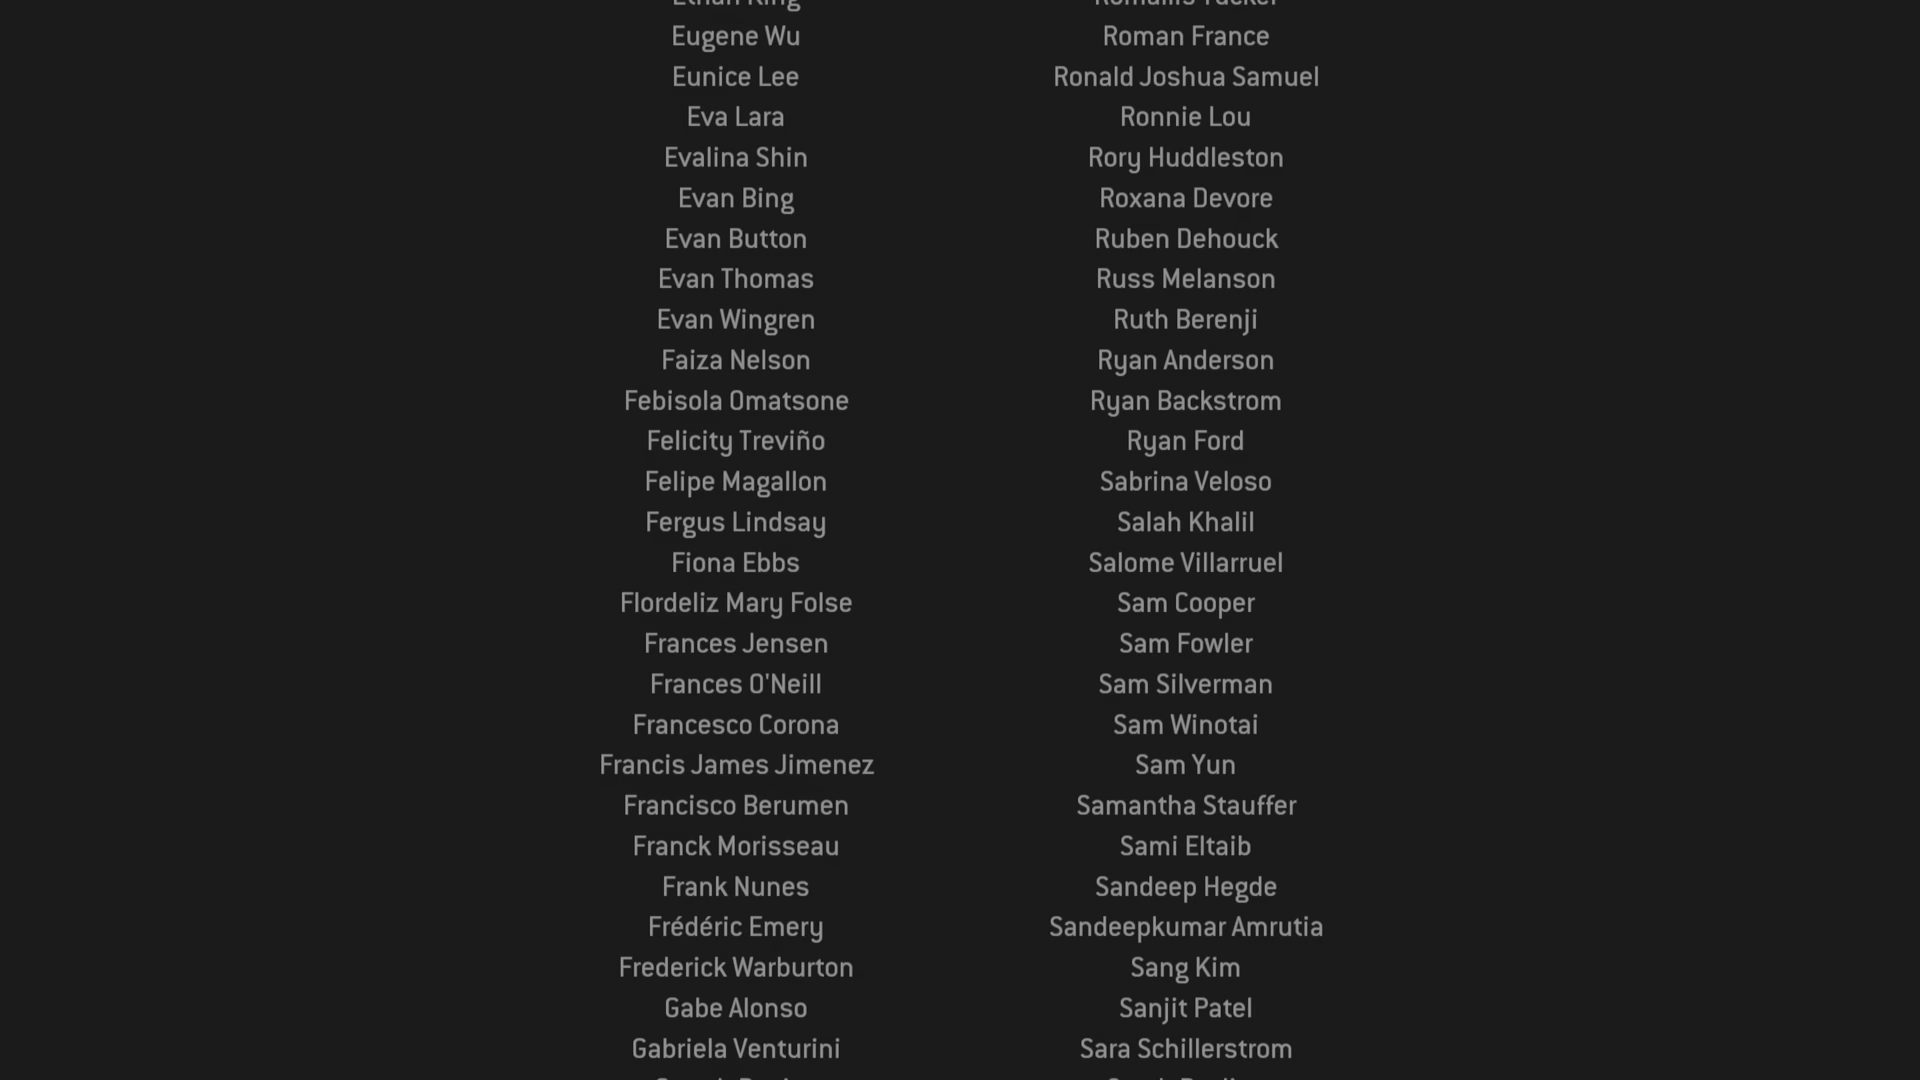 Ethan King
Eugene Wu
Eunice Lee
Eva Lara
Evalina Shin
Evan Bing
Evan Button
Evan Thomas
Evan Wingren
Faiza Nelson
Febisola Omatsone
Felicity Treviño
Felipe Magallon
Fergus Lindsay
Fiona Ebbs
Flordeliz Mary Folse
Frances Jensen
Frances O'Neill
Francesco Corona
Francis James Jimenez
Francisco Berumen
Franck Morisseau
Frank Nunes
Frédéric Emery
Frederick Warburton
Gabe Alonso
Gabriela Venturini
Roman France
Ronald Joshua Samuel
Ronnie Lou
Rory Huddleston
Roxana Devore
Ruben Dehouck
Russ Melanson
Ruth Berenji
Ryan Anderson
Ryan Backstrom
Ryan Ford
Sabrina Veloso
Salah Khalil
Salome Villarruel
Sam Cooper
Sam Fowler
Sam Silverman
Sam Winotai
Sam Yun
Samantha Stauffer
Sami Eltaib
Sandeep Hegde
Sandeepkumar Amrutia
Sang Kim
Sanjit Patel
Sara Schillerstrom